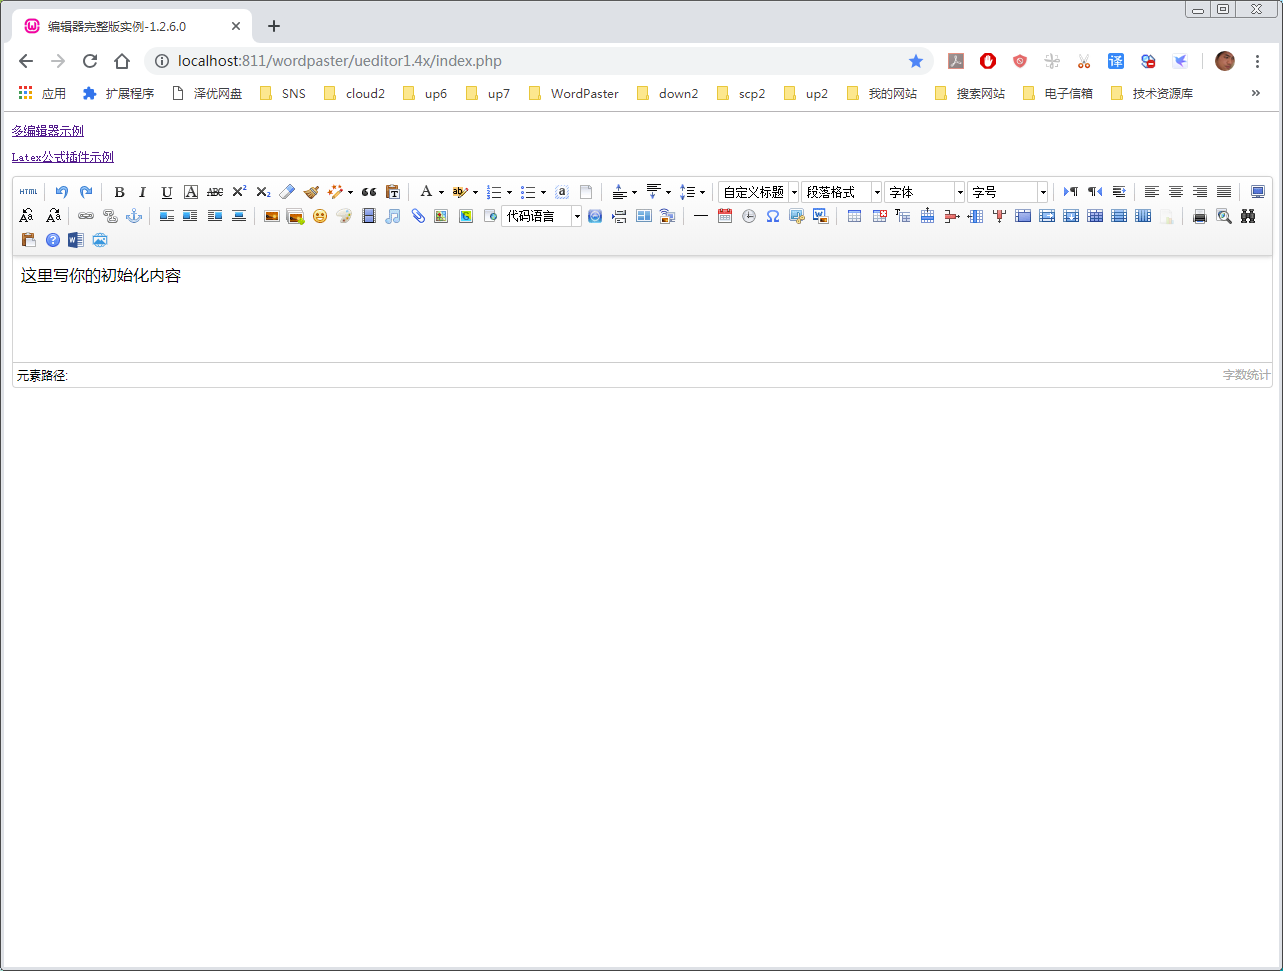 编辑器完整版实例-1.2.6.0
localhost:811/wordpaster/ueditor1.4x/index.php
应用 扩展程序 泽优网盘 SNS cloud2 up6 up7 WordPaster down2 scp2 up2 我的网站 搜索网站 电子信箱 技术资源库 »
多编辑器示例
Latex公式插件示例
HTML B I U A ABC X² X₂ A 自定义标题 段落格式 字体 字号
代码语言
这里写你的初始化内容
元素路径: 字数统计